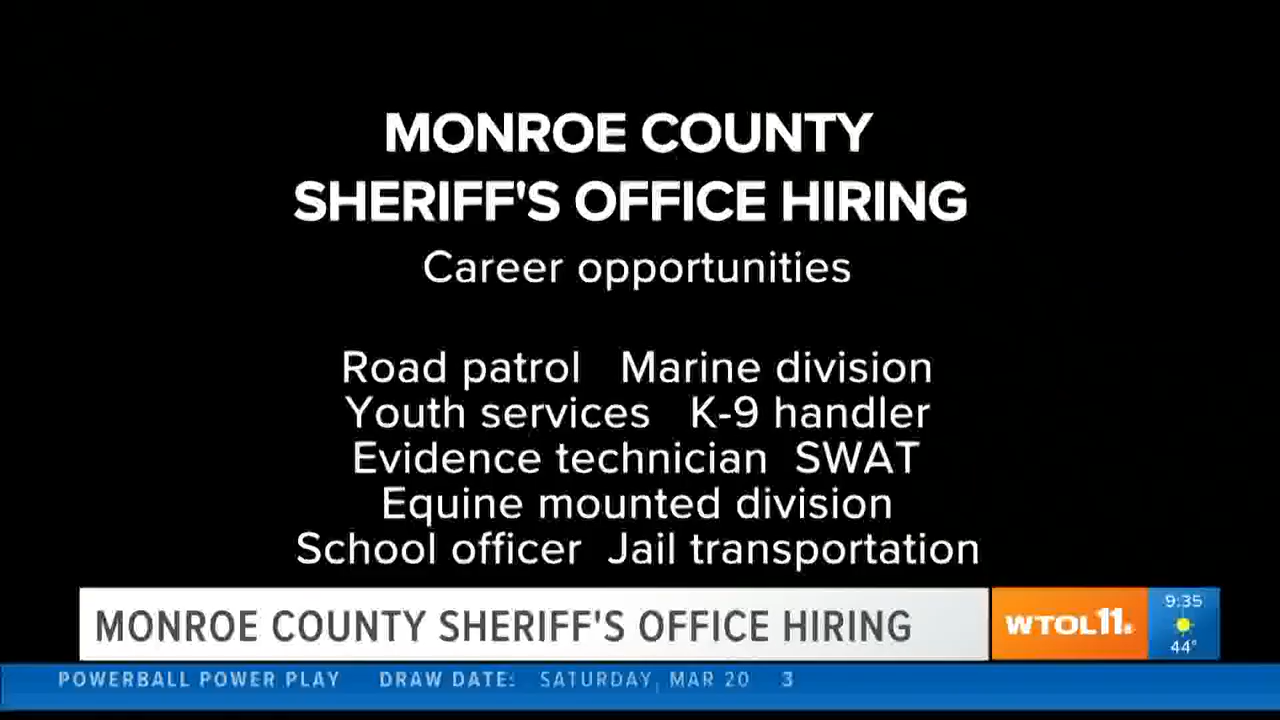 MONROE COUNTY
SHERIFF'S OFFICE HIRING
Career opportunities
Road patrol   Marine division
Youth services   K-9 handler
Evidence technician  SWAT
Equine mounted division
School officer  Jail transportation
MONROE COUNTY SHERIFF'S OFFICE HIRING
WTOL11
9:35
44°
POWERBALL POWER PLAY   DRAW DATE:   SATURDAY, MAR 20   3